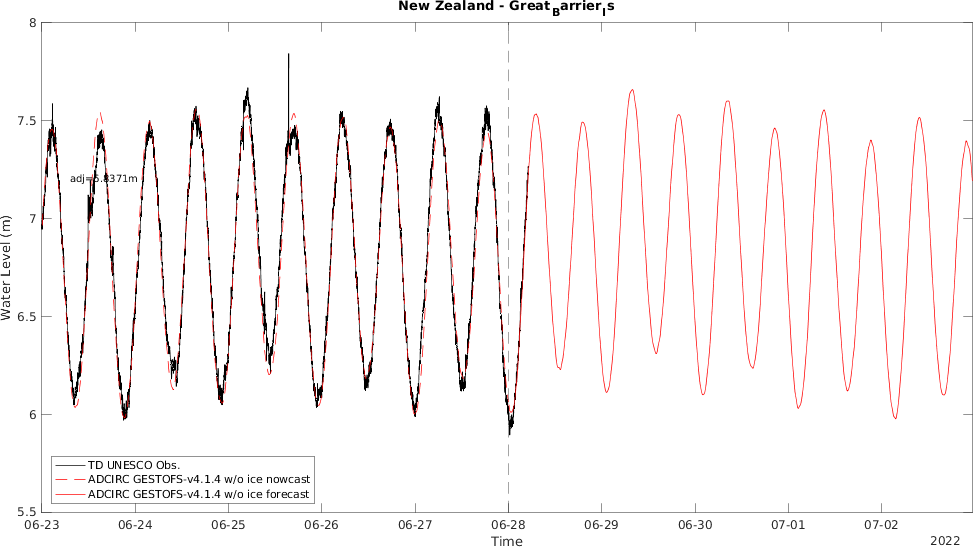 New Zealand - GreatBarrierIs
8
7.5
adj=5.8371m
7
Water Level (m)
6.5
6
TD UNESCO Obs.
ADCIRC GESTOFS-v4.1.4 w/o ice nowcast
ADCIRC GESTOFS-v4.1.4 w/o ice forecast
5.5
06-23 06-24 06-25 06-26 06-27 06-28 06-29 06-30 07-01 07-02
Time
2022